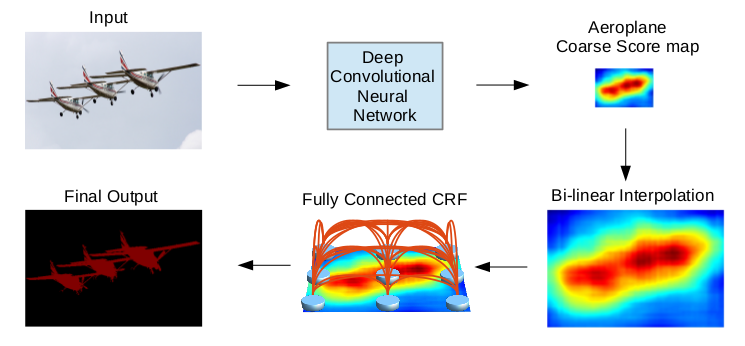 Input
Deep
Convolutional
Neural
Network
Aeroplane
Coarse Score map
Final Output
Fully Connected CRF
Bi-linear Interpolation